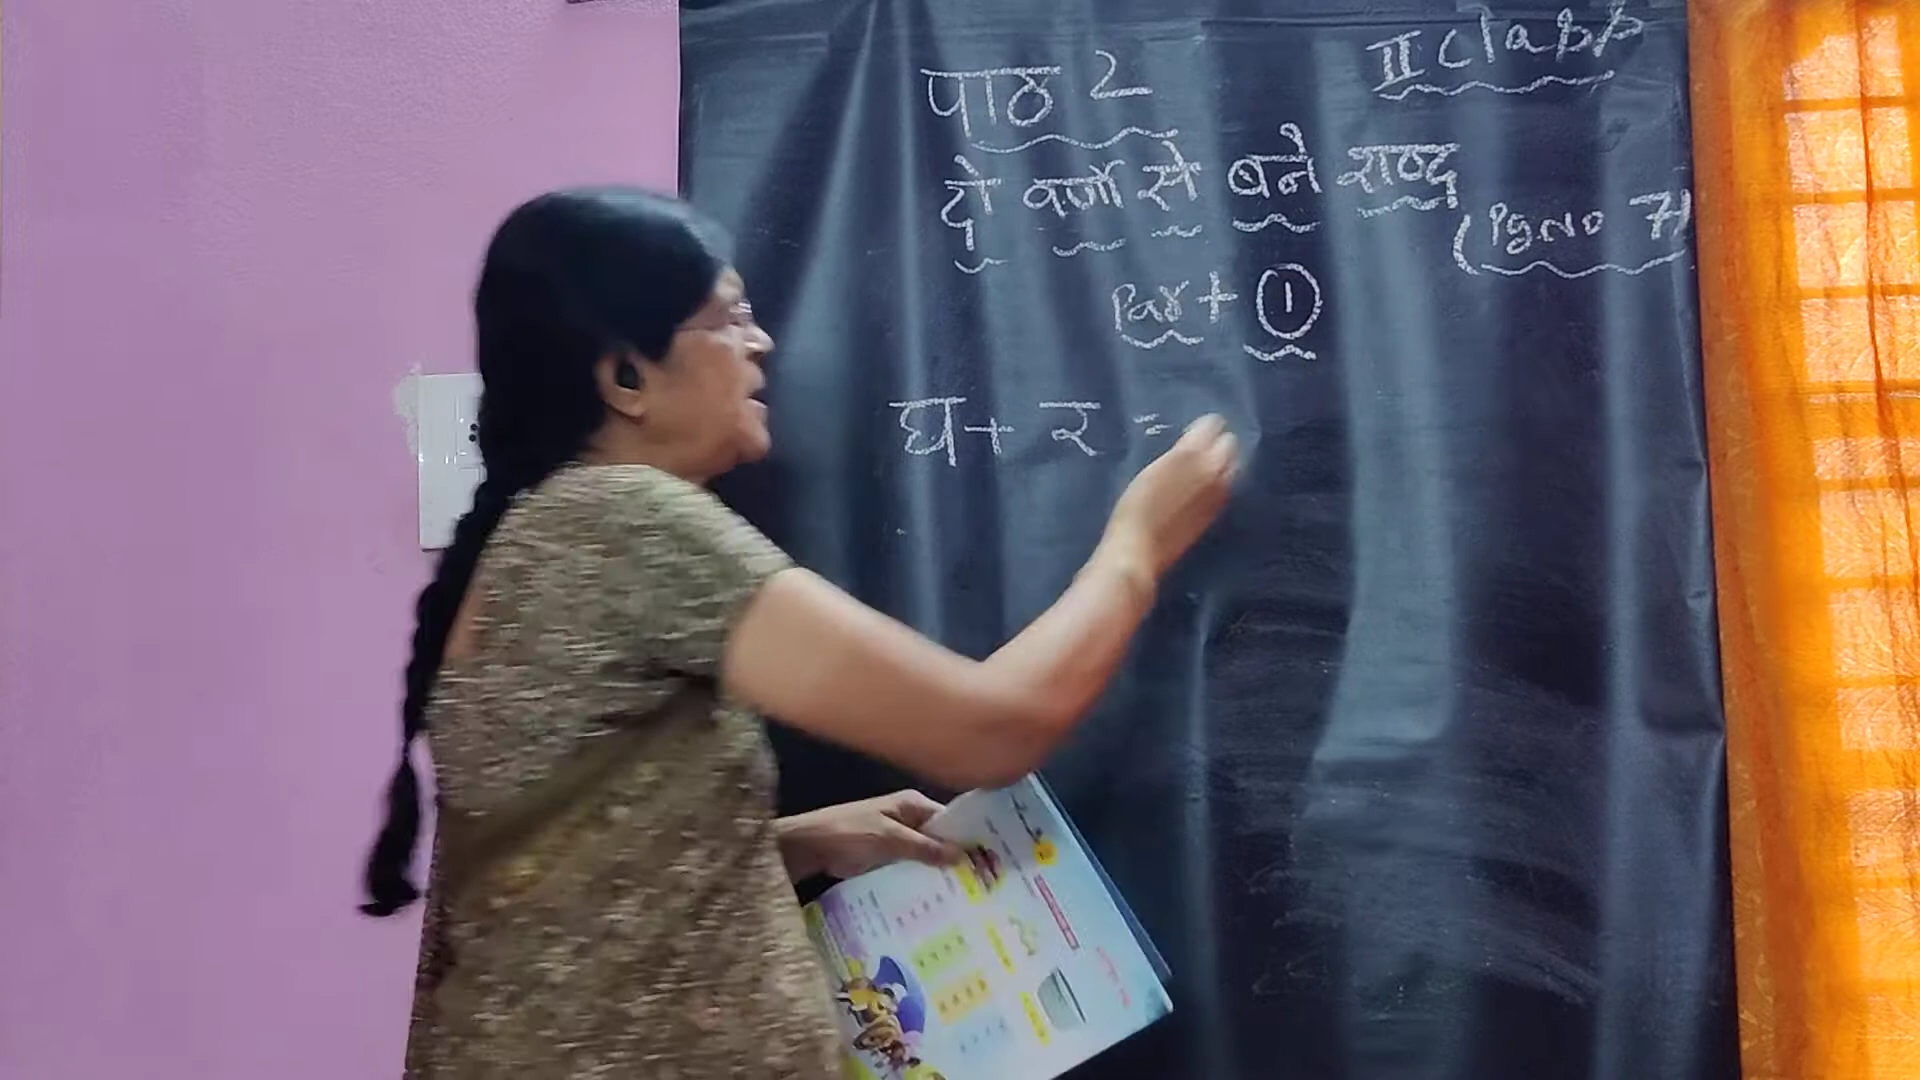 II Class
पाठ 2
दो वर्णो से बने शब्द
(Pg No 7)
Part ①
घ + र =